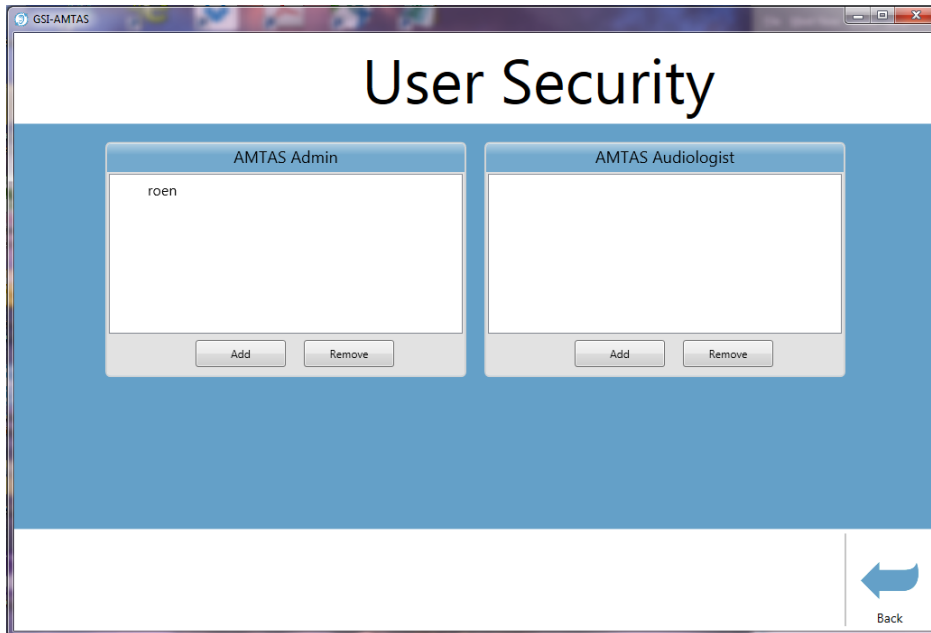 GSI-AMTAS
User Security
AMTAS Admin
roen
Add
Remove
AMTAS Audiologist
Add
Remove
Back